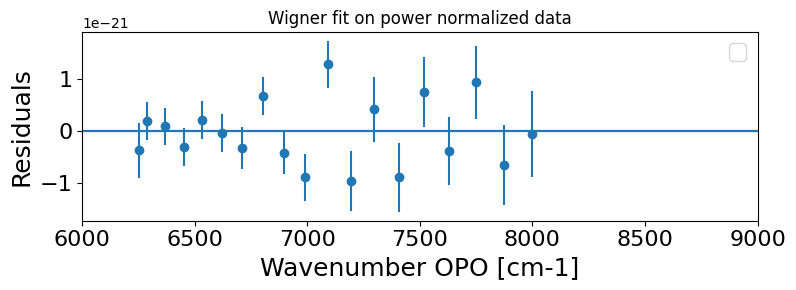 Wigner fit on power normalized data
1e−21
Residuals
1
0
−1
6000 6500 7000 7500 8000 8500 9000
Wavenumber OPO [cm-1]